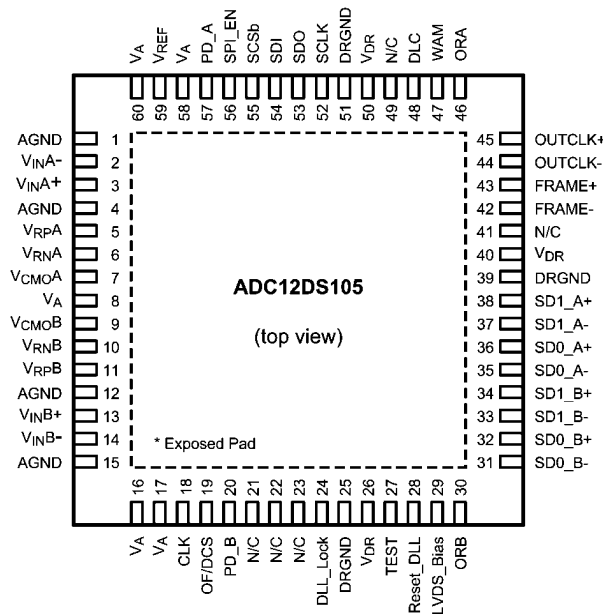 VA
VREF
VA
PD_A
SPI_EN
SCSb
SDI
SDO
SCLK
DRGND
VDR
N/C
DLC
WAM
ORA
60 59 58 57 56 55 54 53 52 51 50 49 48 47 46
AGND 1
VINA- 2
VINA+ 3
AGND 4
VRPA 5
VRNA 6
VCMOA 7
VA 8
VCMOB 9
VRNB 10
VRPB 11
AGND 12
VINB+ 13
VINB- 14
AGND 15
ADC12DS105
(top view)
* Exposed Pad
45 OUTCLK+
44 OUTCLK-
43 FRAME+
42 FRAME-
41 N/C
40 VDR
39 DRGND
38 SD1_A+
37 SD1_A-
36 SD0_A+
35 SD0_A-
34 SD1_B+
33 SD1_B-
32 SD0_B+
31 SD0_B-
16 17 18 19 20 21 22 23 24 25 26 27 28 29 30
VA
VA
CLK
OF/DCS
PD_B
N/C
N/C
N/C
DLL_Lock
DRGND
VDR
TEST
Reset_DLL
LVDS_Bias
ORB